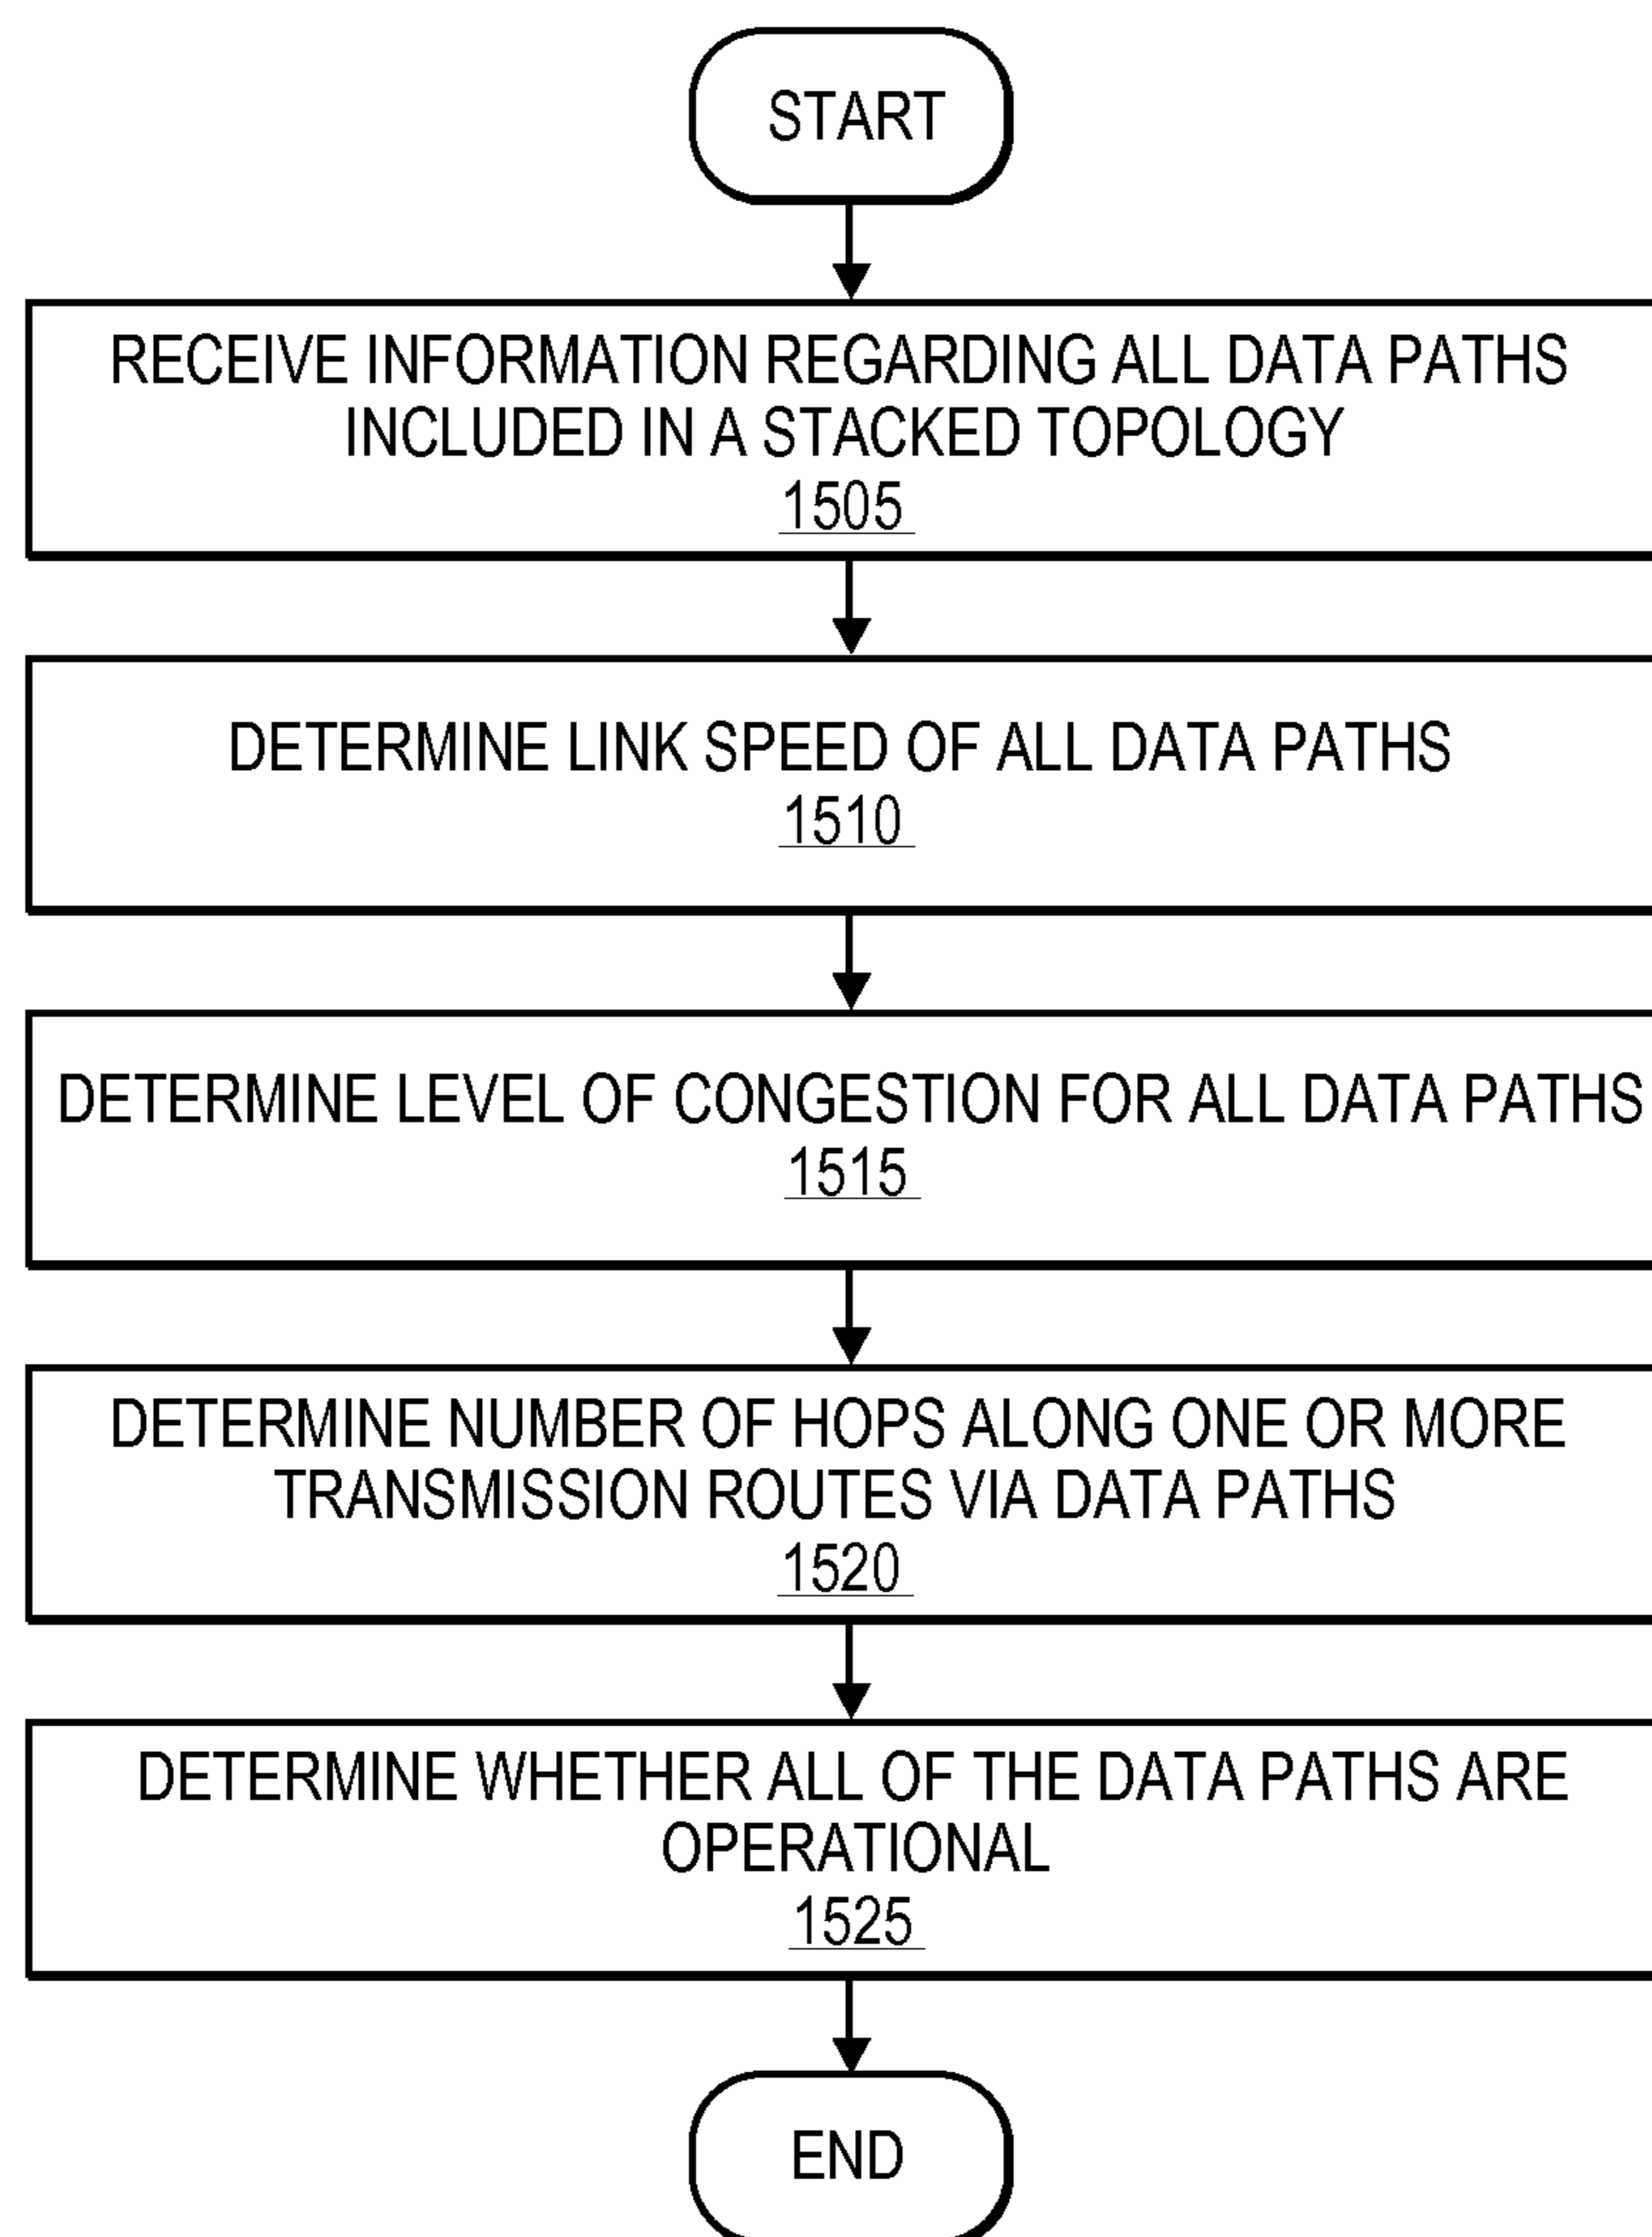 START
RECEIVE INFORMATION REGARDING ALL DATA PATHS
INCLUDED IN A STACKED TOPOLOGY
1505
DETERMINE LINK SPEED OF ALL DATA PATHS
1510
DETERMINE LEVEL OF CONGESTION FOR ALL DATA PATHS
1515
DETERMINE NUMBER OF HOPS ALONG ONE OR MORE
TRANSMISSION ROUTES VIA DATA PATHS
1520
DETERMINE WHETHER ALL OF THE DATA PATHS ARE
OPERATIONAL
1525
END